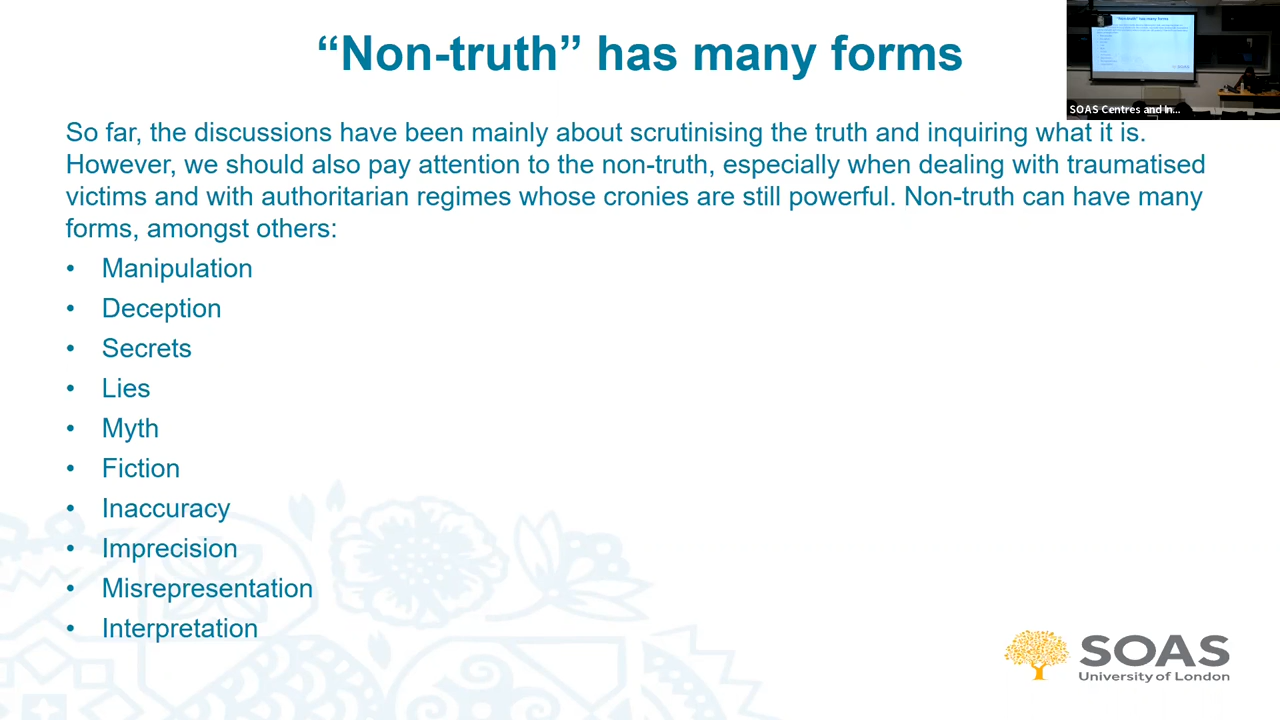 “Non-truth” has many forms
SOAS Centres and In...
So far, the discussions have been mainly about scrutinising the truth and inquiring what it is.
However, we should also pay attention to the non-truth, especially when dealing with traumatised
victims and with authoritarian regimes whose cronies are still powerful. Non-truth can have many
forms, amongst others:
• Manipulation
• Deception
• Secrets
• Lies
• Myth
• Fiction
• Inaccuracy
• Imprecision
• Misrepresentation
• Interpretation
SOAS
University of London